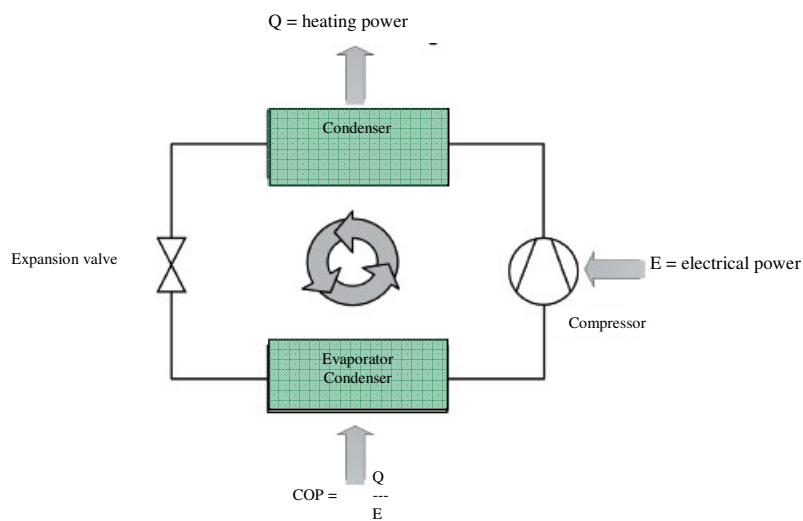 Q = heating power
Condenser
Expansion valve
E = electrical power
Compressor
Evaporator
Condenser
Q
COP = ---
E